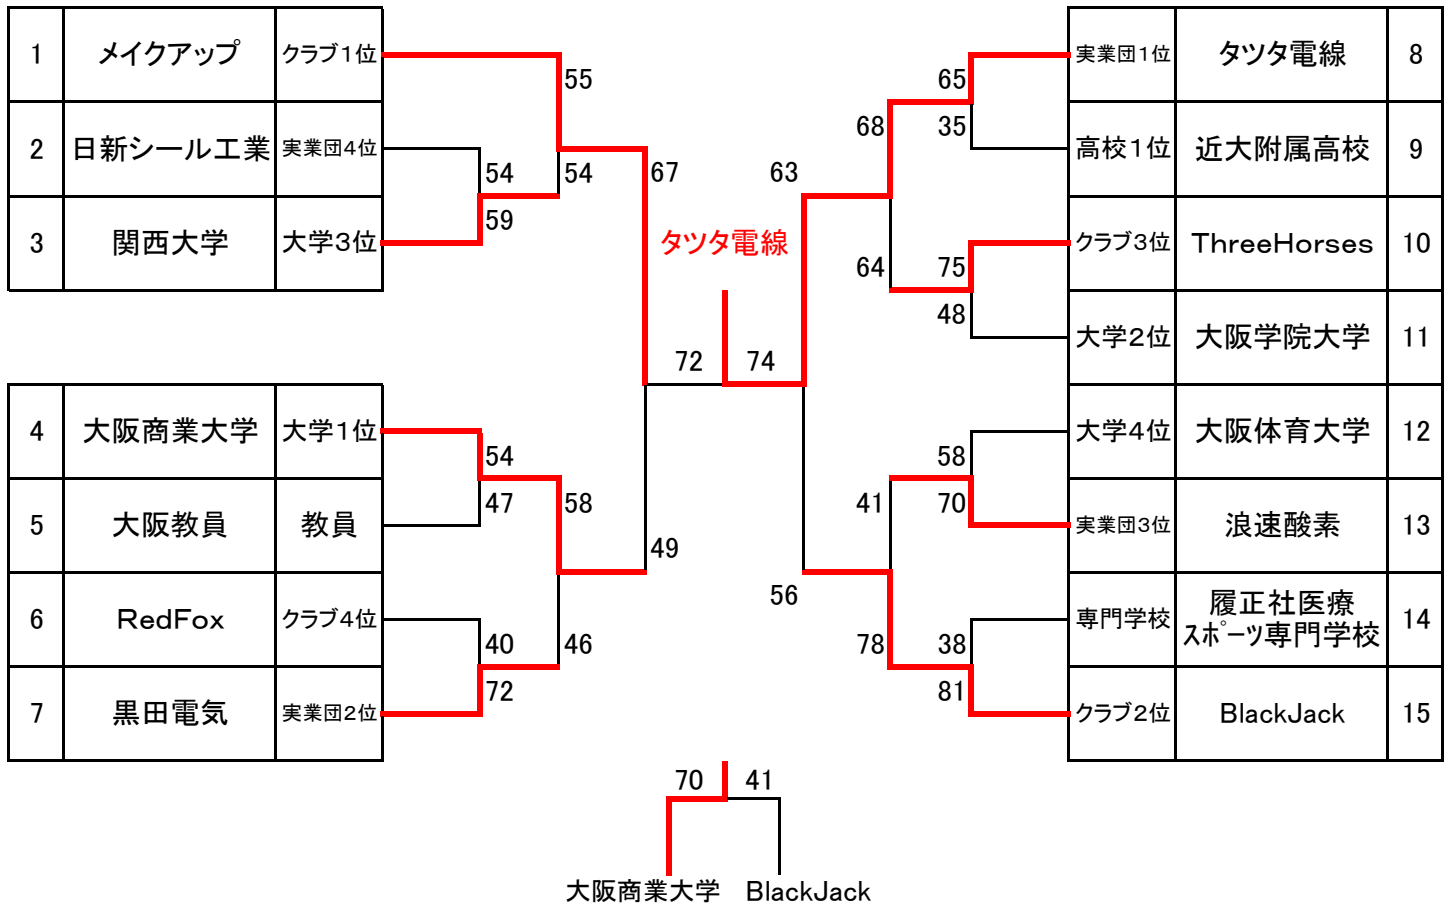 1 メイクアップ クラブ1位
2 日新シール工業 実業団4位
3 関西大学 大学3位
4 大阪商業大学 大学1位
5 大阪教員 教員
6 RedFox クラブ4位
7 黒田電気 実業団2位
55
54
54
59
67
54
47
58
49
40
46
72
タツタ電線
72 74
63
65
68
35
64
75
48
58
41
70
56
78
38
81
実業団1位 タツタ電線 8
高校1位 近大附属高校 9
クラブ3位 ThreeHorses 10
大学2位 大阪学院大学 11
大学4位 大阪体育大学 12
実業団3位 浪速酸素 13
専門学校 履正社医療 14
スポーツ専門学校
クラブ2位 BlackJack 15
70 41
大阪商業大学 BlackJack